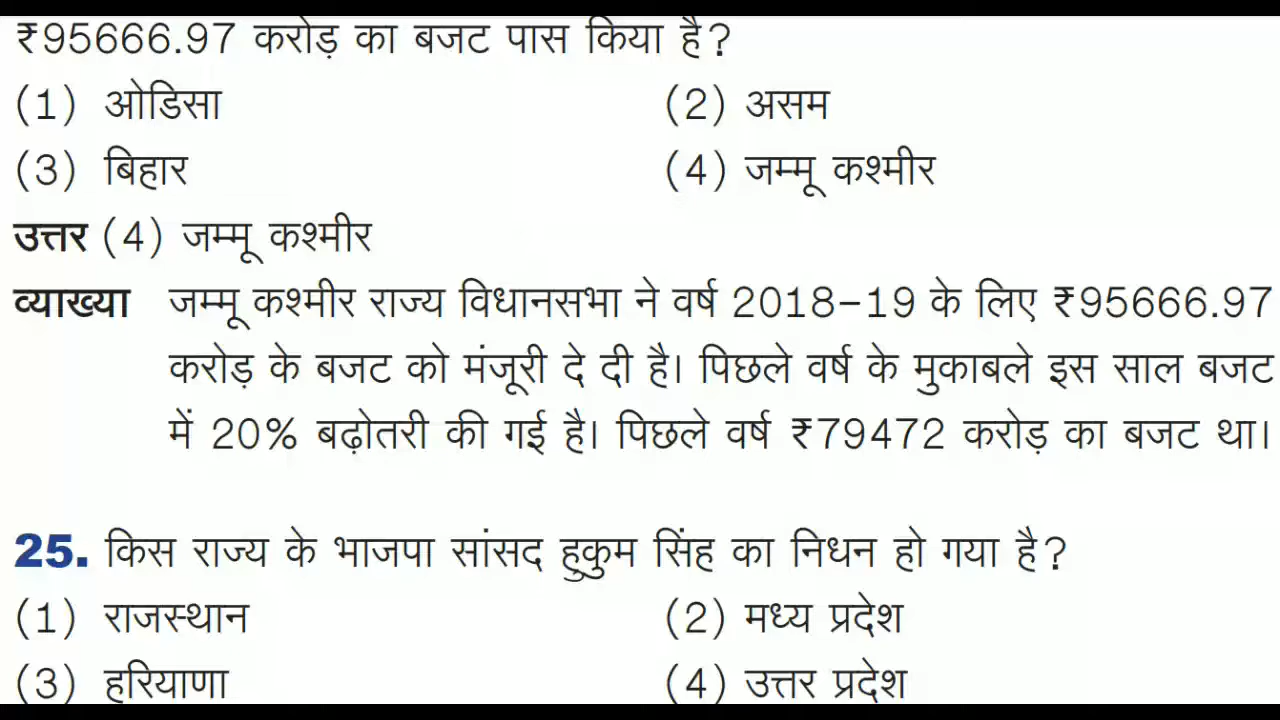 ₹95666.97 करोड़ का बजट पास किया है?
(1) ओडिसा (2) असम
(3) बिहार (4) जम्मू कश्मीर
उत्तर (4) जम्मू कश्मीर
व्याख्या जम्मू कश्मीर राज्य विधानसभा ने वर्ष 2018-19 के लिए ₹95666.97
करोड़ के बजट को मंजूरी दे दी है। पिछले वर्ष के मुकाबले इस साल बजट
में 20% बढ़ोतरी की गई है। पिछले वर्ष ₹79472 करोड़ का बजट था।
25. किस राज्य के भाजपा सांसद हुकुम सिंह का निधन हो गया है?
(1) राजस्थान (2) मध्य प्रदेश
(3) हरियाणा (4) उत्तर प्रदेश